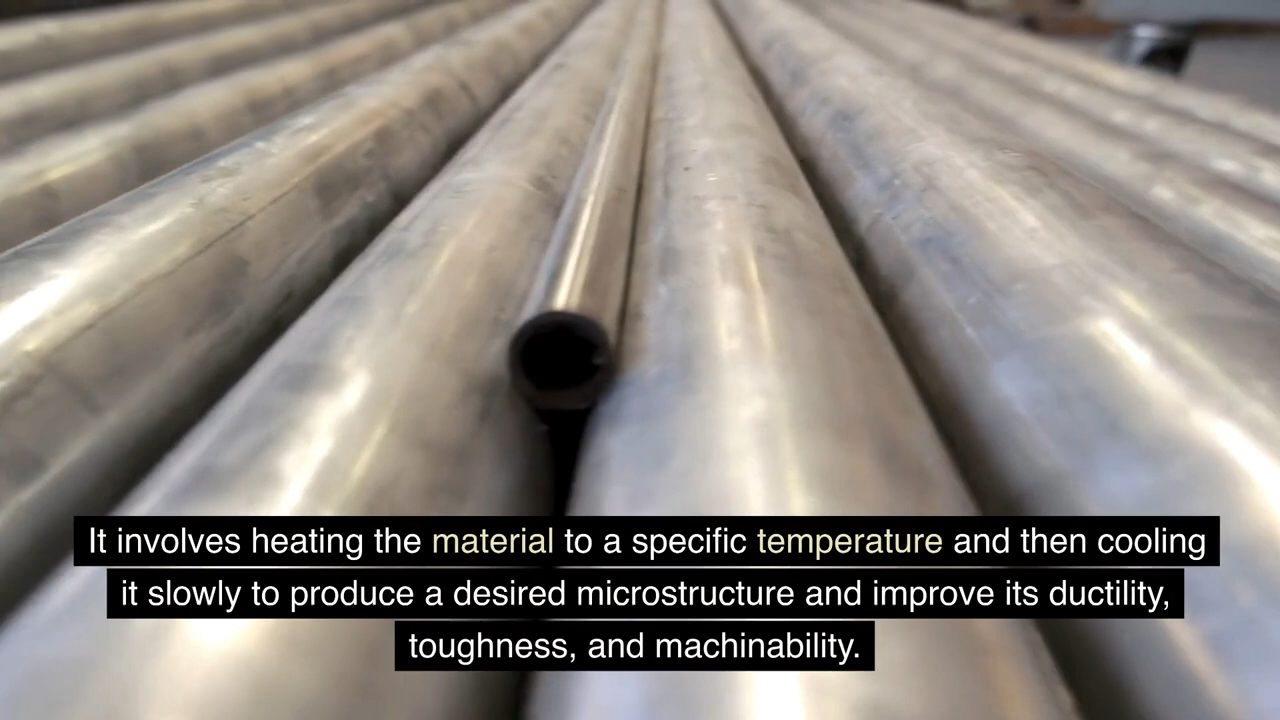 It involves heating the material to a specific temperature and then cooling
it slowly to produce a desired microstructure and improve its ductility,
toughness, and machinability.